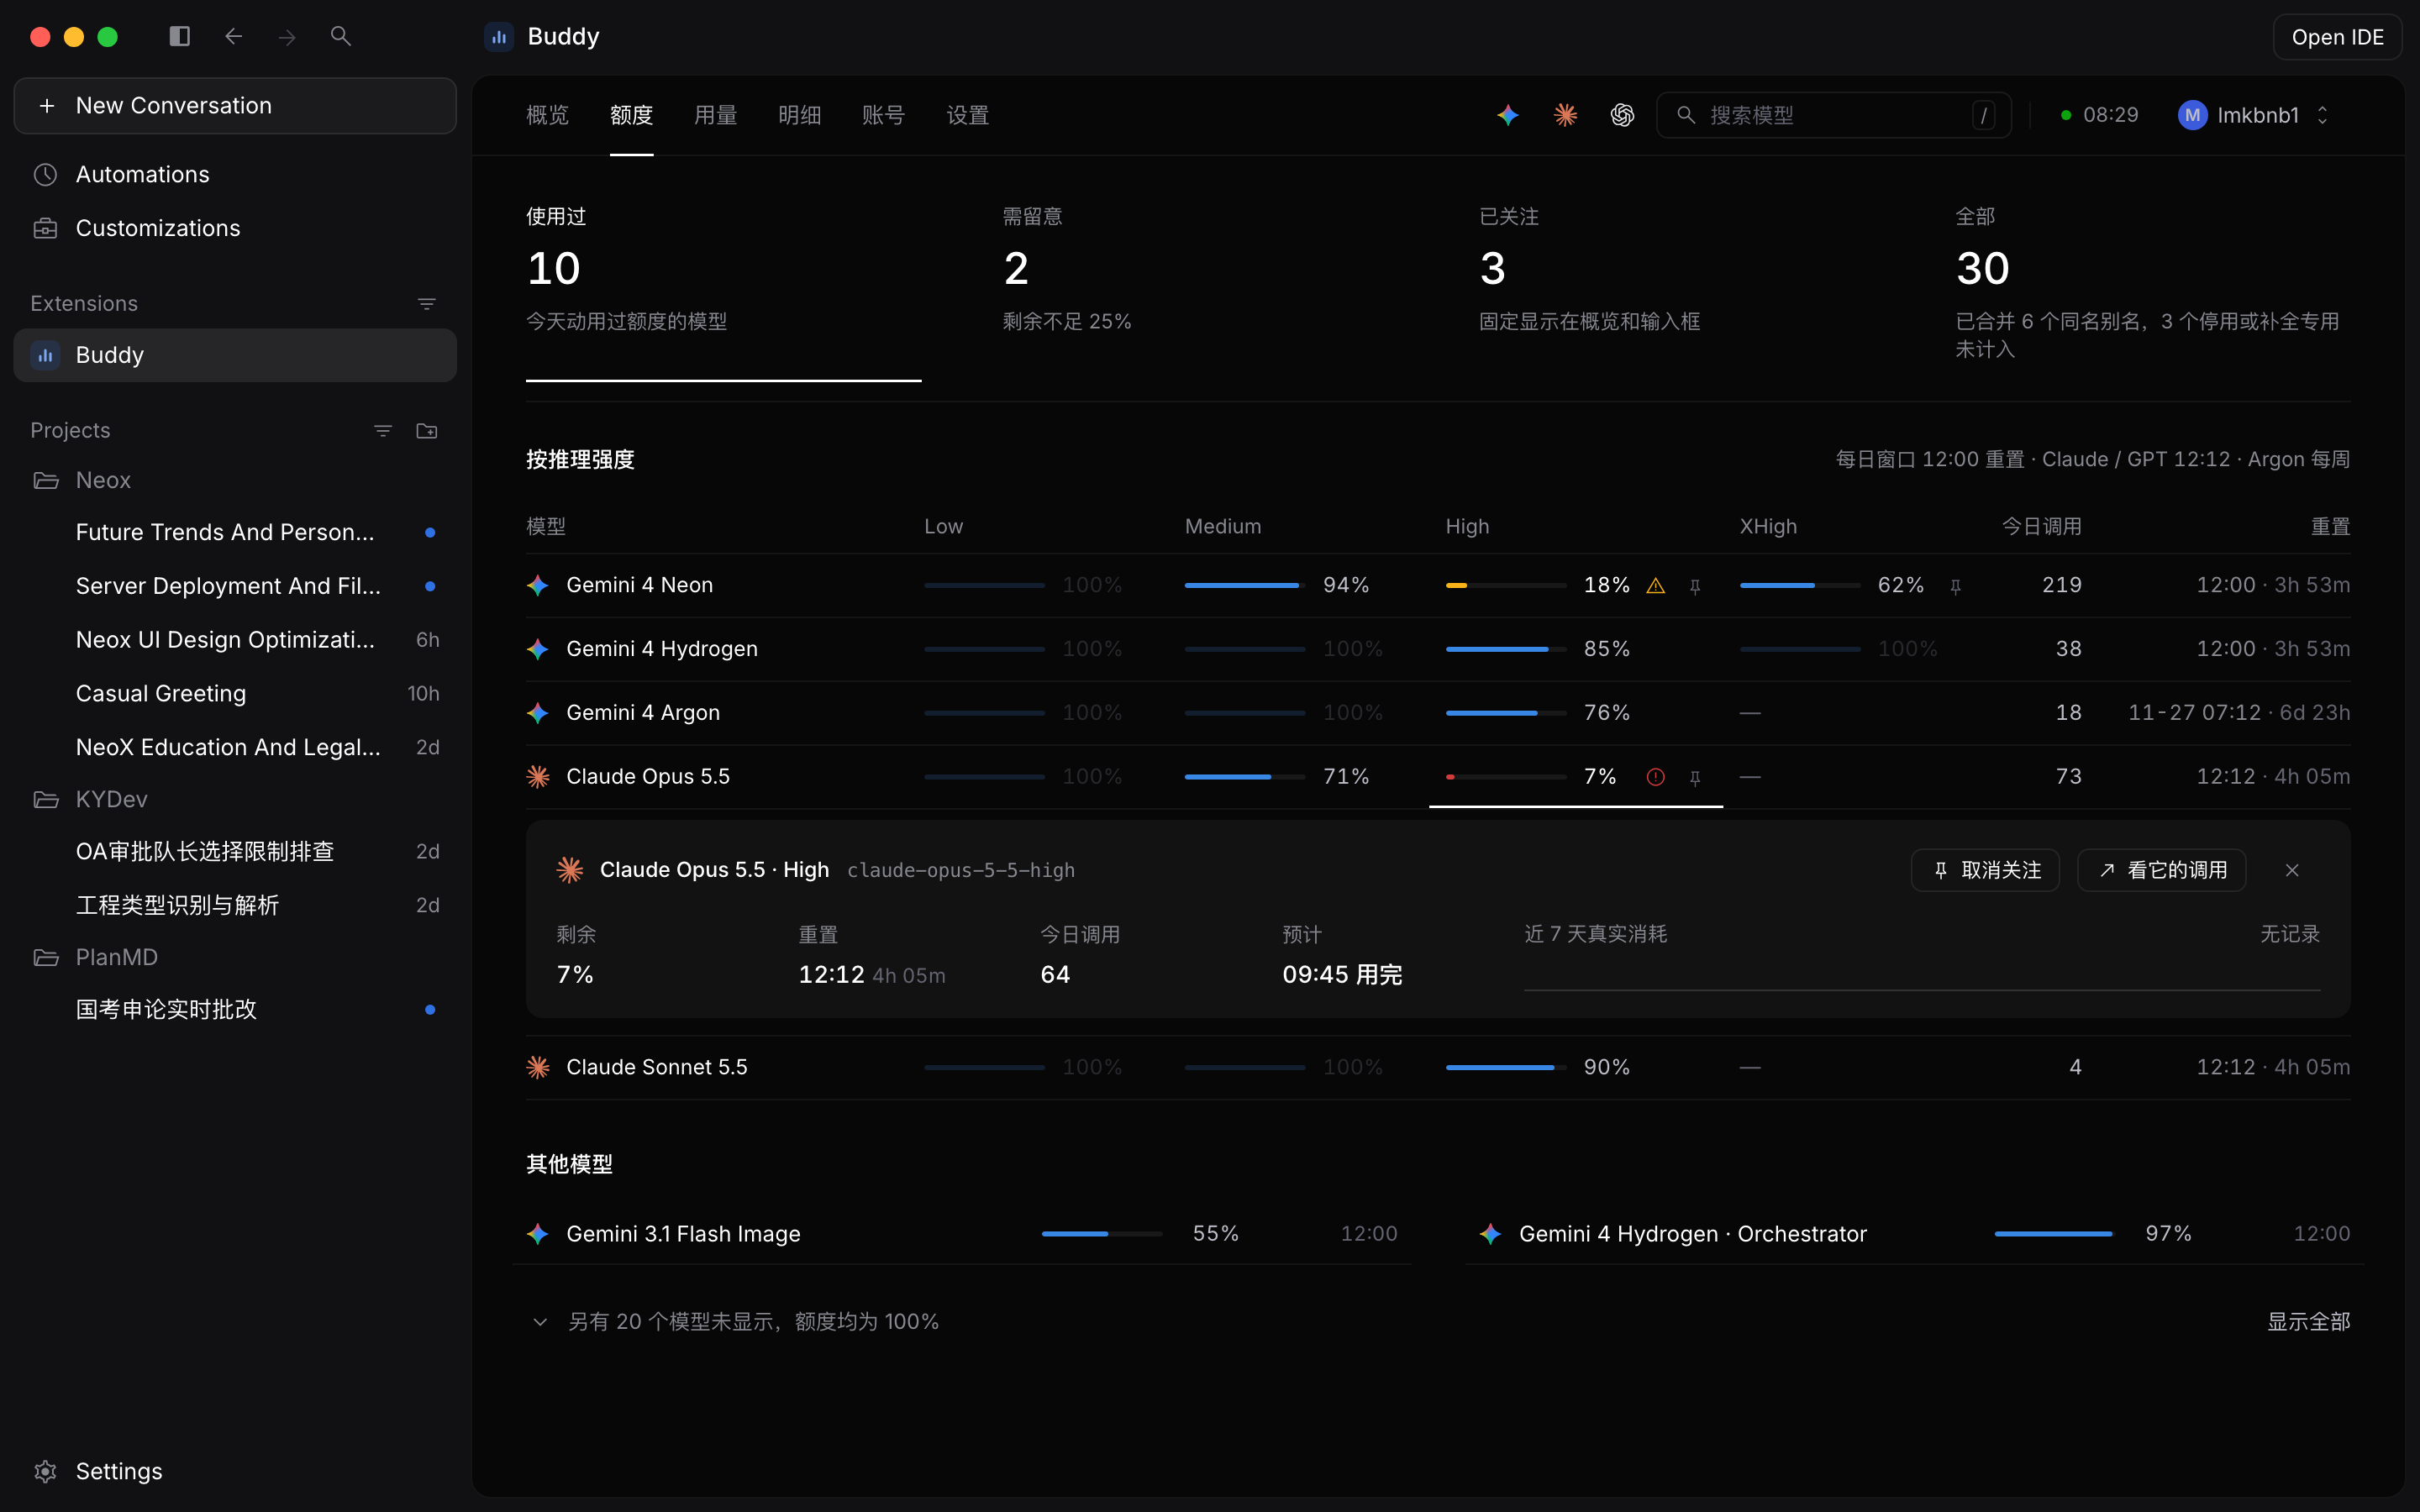 Buddy
Open IDE
New Conversation
Automations
Customizations
Extensions
Buddy
Projects
Neox
Future Trends And Person...
Server Deployment And Fil...
Neox UI Design Optimizati... 6h
Casual Greeting 10h
NeoX Education And Legal... 2d
KYDev
OA审批队长选择限制排查 2d
工程类型识别与解析 2d
PlanMD
国考申论实时批改
Settings
概览 额度 用量 明细 账号 设置 搜索模型 / 08:29 M lmkbnb1
使用过 需留意 已关注 全部
10 2 3 30
今天动用过额度的模型 剩余不足 25% 固定显示在概览和输入框 已合并 6 个同名别名，3 个停用或补全专用
未计入
按推理强度 每日窗口 12:00 重置 · Claude / GPT 12:12 · Argon 每周
模型 Low Medium High XHigh 今日调用 重置
Gemini 4 Neon 100% 94% 18% 62% 219 12:00 · 3h 53m
Gemini 4 Hydrogen 100% 100% 85% 100% 38 12:00 · 3h 53m
Gemini 4 Argon 100% 100% 76% — 18 11-27 07:12 · 6d 23h
Claude Opus 5.5 100% 71% 7% — 73 12:12 · 4h 05m
Claude Opus 5.5 · High claude-opus-5-5-high 取消关注 看它的调用
剩余 重置 今日调用 预计 近 7 天真实消耗 无记录
7% 12:12 4h 05m 64 09:45 用完
Claude Sonnet 5.5 100% 100% 90% — 4 12:12 · 4h 05m
其他模型
Gemini 3.1 Flash Image 55% 12:00 Gemini 4 Hydrogen · Orchestrator 97% 12:00
另有 20 个模型未显示，额度均为 100% 显示全部